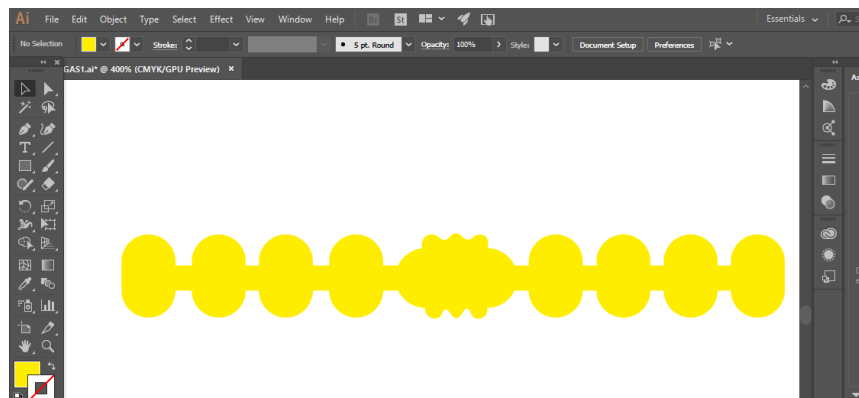 Ai File Edit Object Type Select Effect View Window Help Br St Essentials
No Selection Stroke: 5 pt. Round Opacity: 100% Style: Document Setup Preferences
GAS1.ai* @ 400% (CMYK/GPU Preview) ×